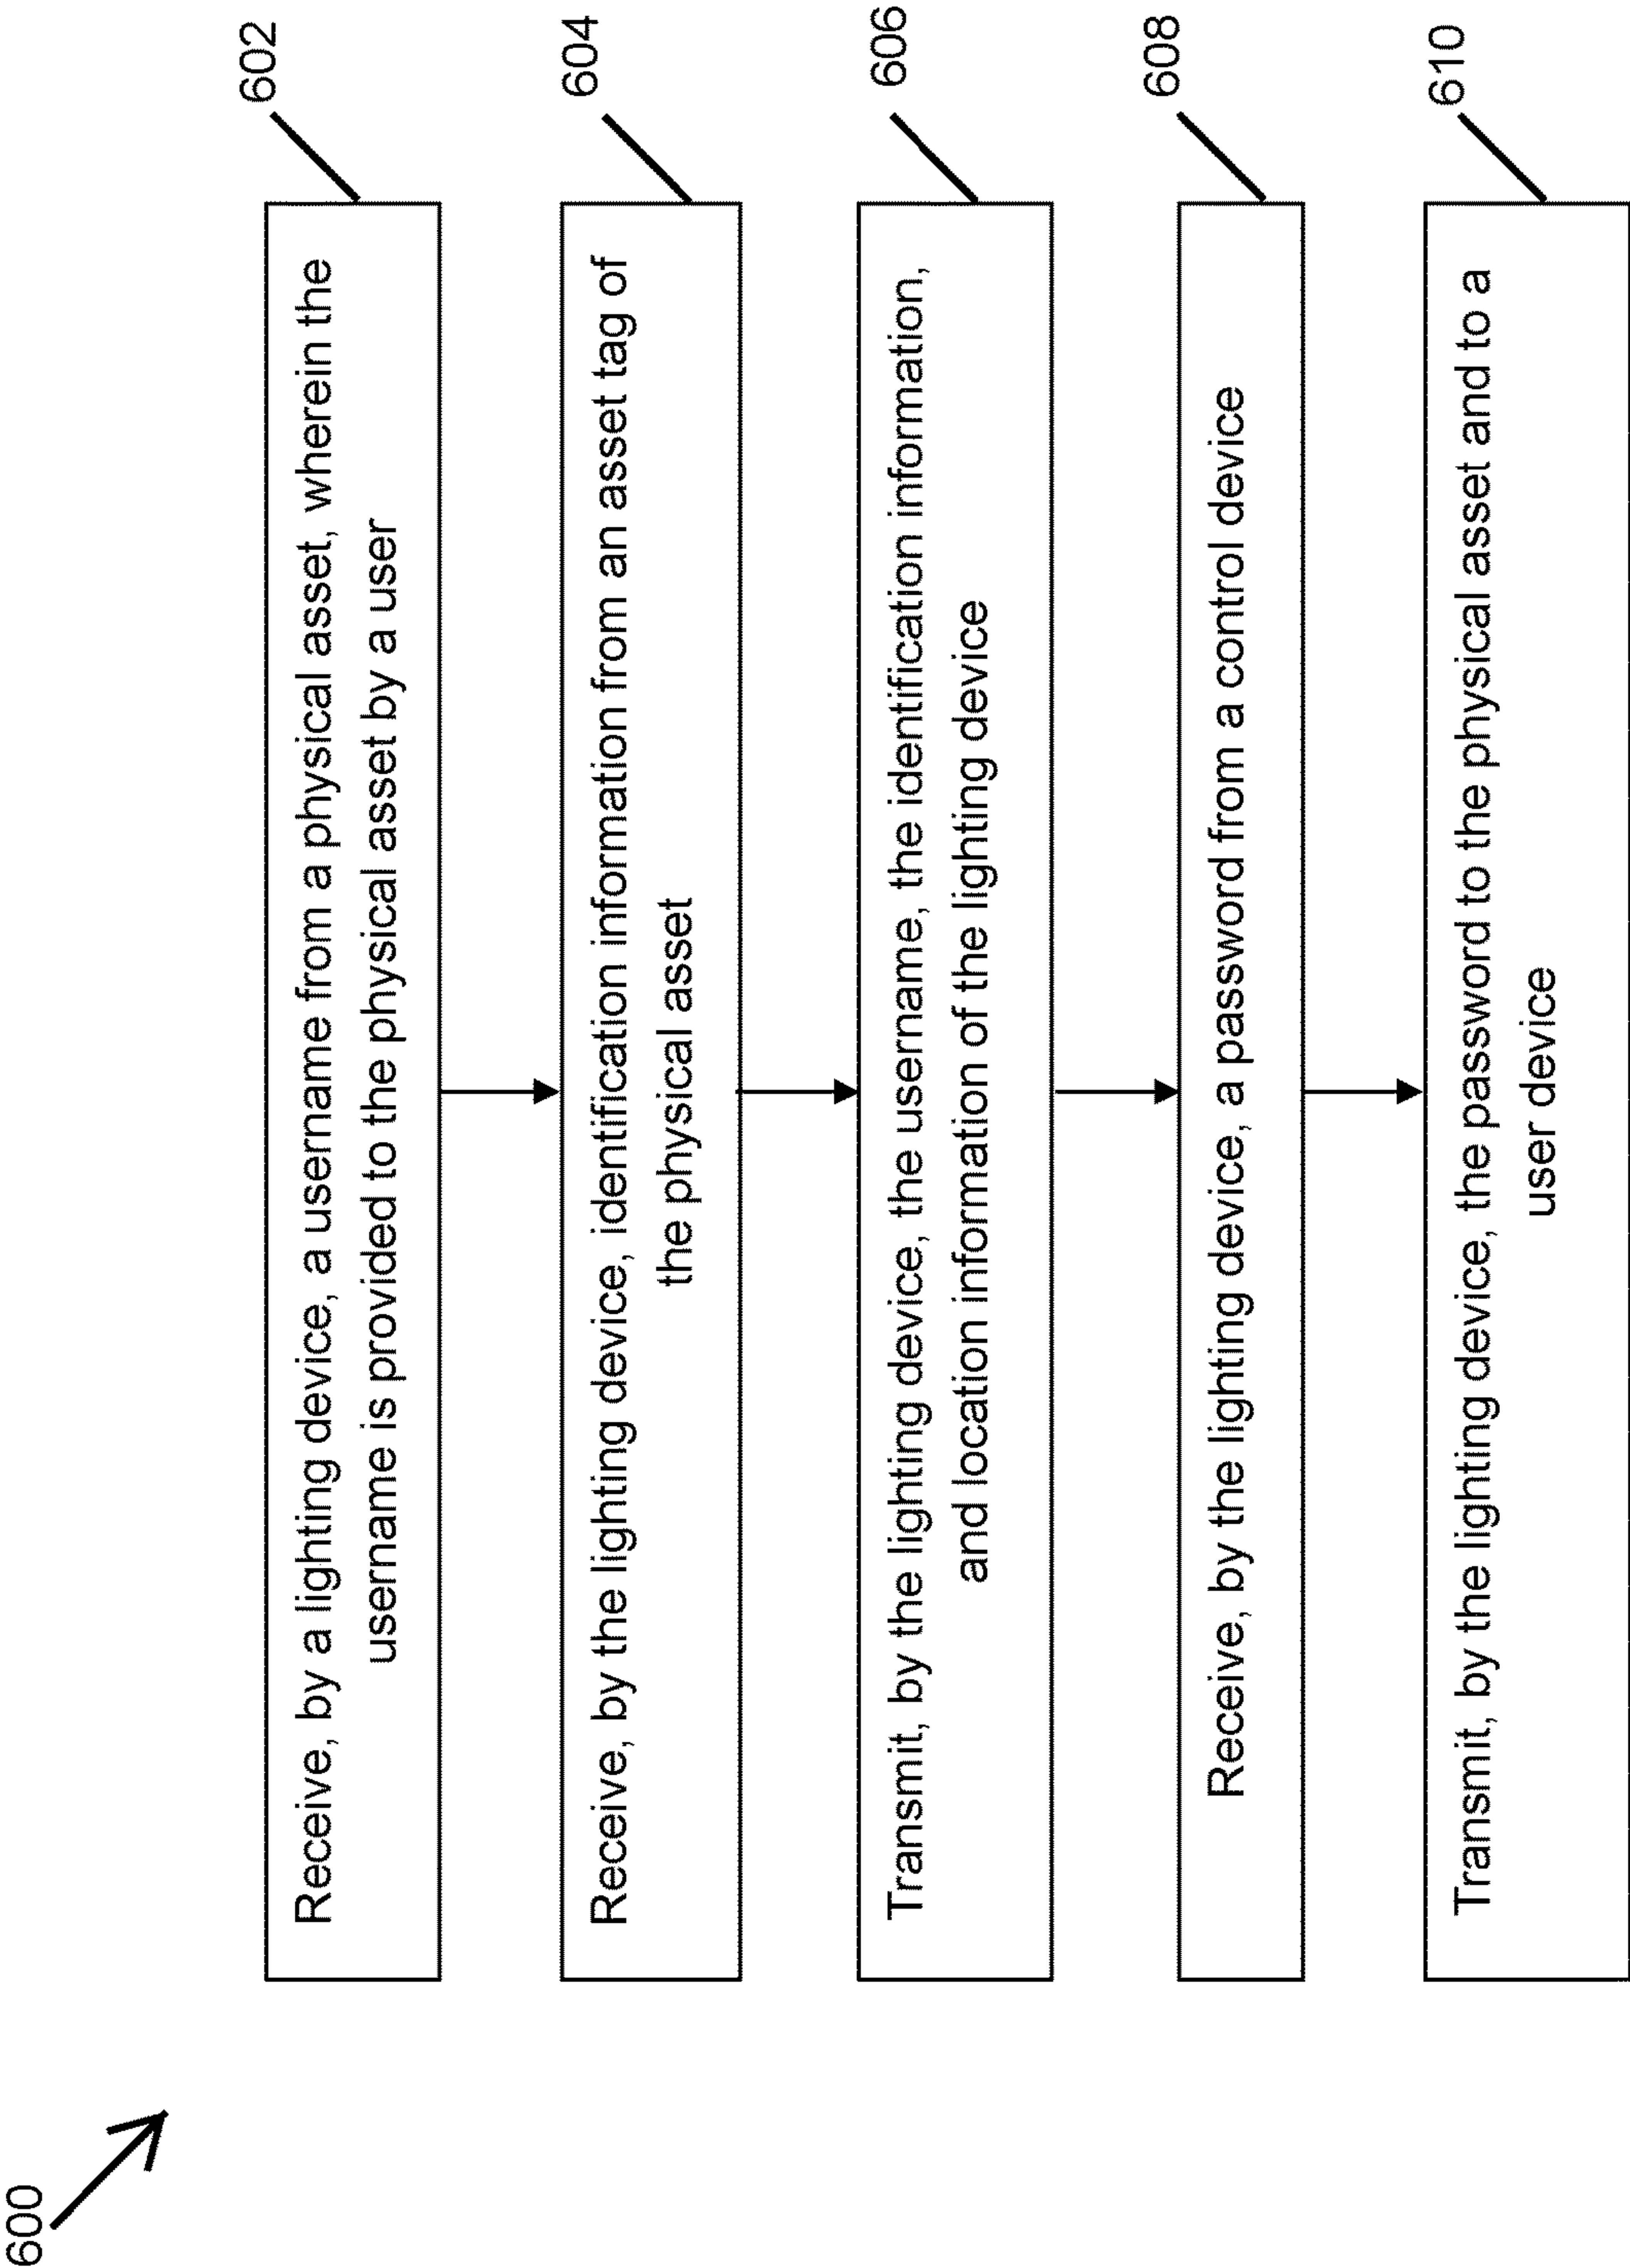 600
Receive, by a lighting device, a username from a physical asset, wherein the
username is provided to the physical asset by a user
602
Receive, by the lighting device, identification information from an asset tag of
the physical asset
604
Transmit, by the lighting device, the username, the identification information,
and location information of the lighting device
606
Receive, by the lighting device, a password from a control device
608
Transmit, by the lighting device, the password to the physical asset and to a
user device
610